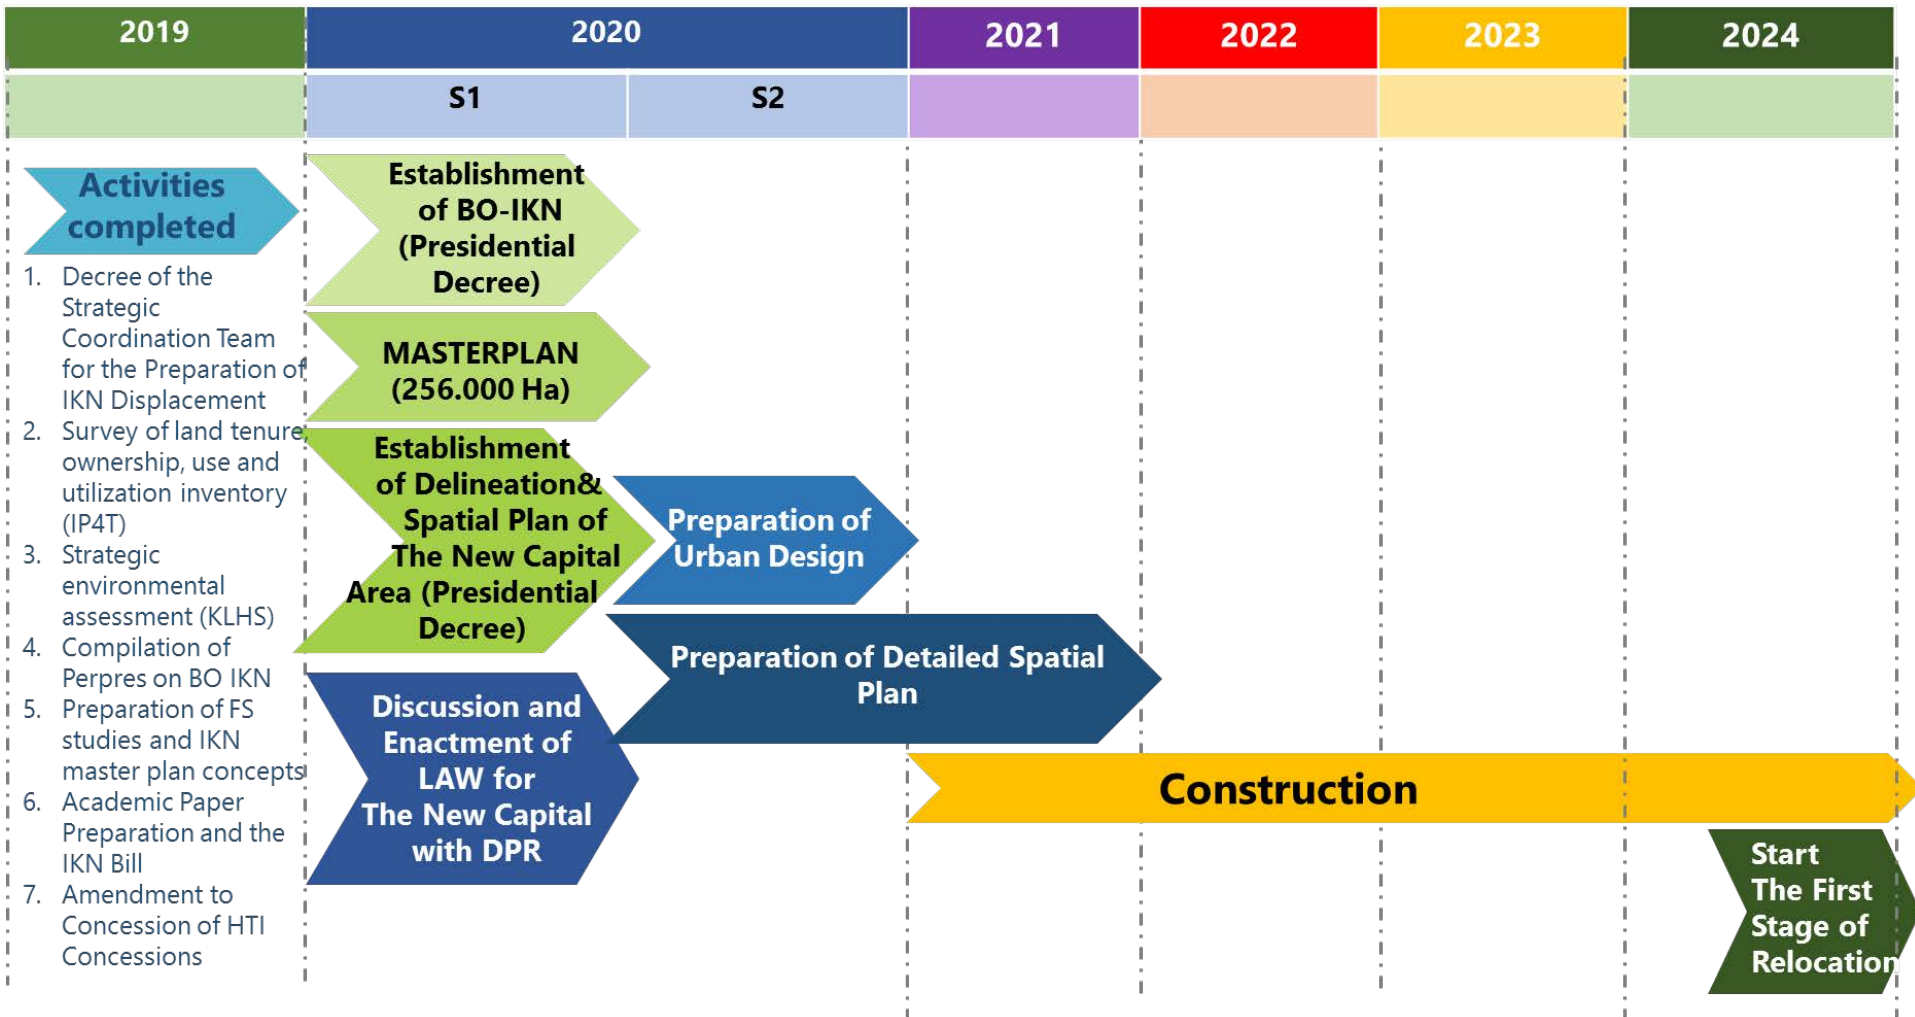 2019
2020
2021
2022
2023
2024
S1
S2
Activities
completed
1. Decree of the
Strategic
Coordination Team
for the Preparation of
IKN Displacement
2. Survey of land tenure,
ownership, use and
utilization inventory
(IP4T)
3. Strategic
environmental
assessment (KLHS)
4. Compilation of
Perpres on BO IKN
5. Preparation of FS
studies and IKN
master plan concepts
6. Academic Paper
Preparation and the
IKN Bill
7. Amendment to
Concession of HTI
Concessions
Establishment
of BO-IKN
(Presidential
Decree)
MASTERPLAN
(256.000 Ha)
Establishment
of Delineation&
Spatial Plan of
The New Capital
Area (Presidential
Decree)
Discussion and
Enactment of
LAW for
The New Capital
with DPR
Preparation of
Urban Design
Preparation of Detailed Spatial
Plan
Construction
Start
The First
Stage of
Relocation